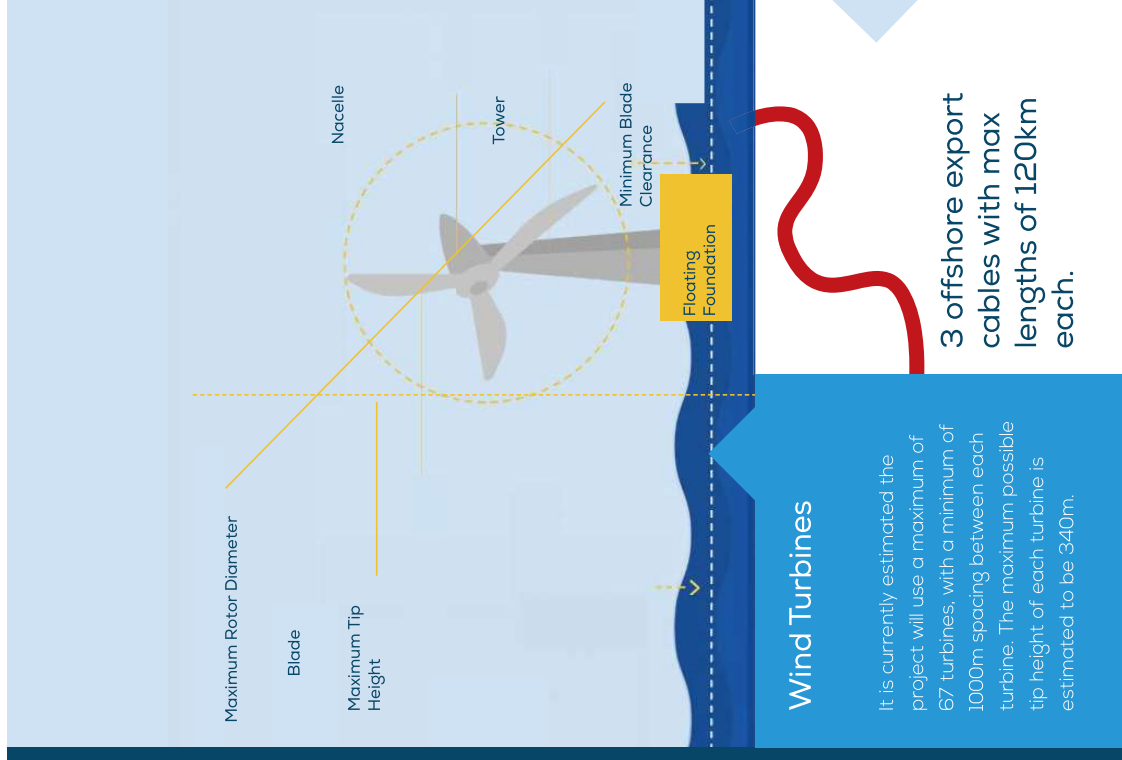 Maximum Rotor Diameter
Blade
Maximum Tip
Height
Nacelle
Tower
Minimum Blade
Clearance
Floating
Foundation
Wind Turbines
It is currently estimated the
project will use a maximum of
67 turbines, with a minimum of
1000m spacing between each
turbine. The maximum possible
tip height of each turbine is
estimated to be 340m.
3 offshore export
cables with max
lengths of 120km
each.